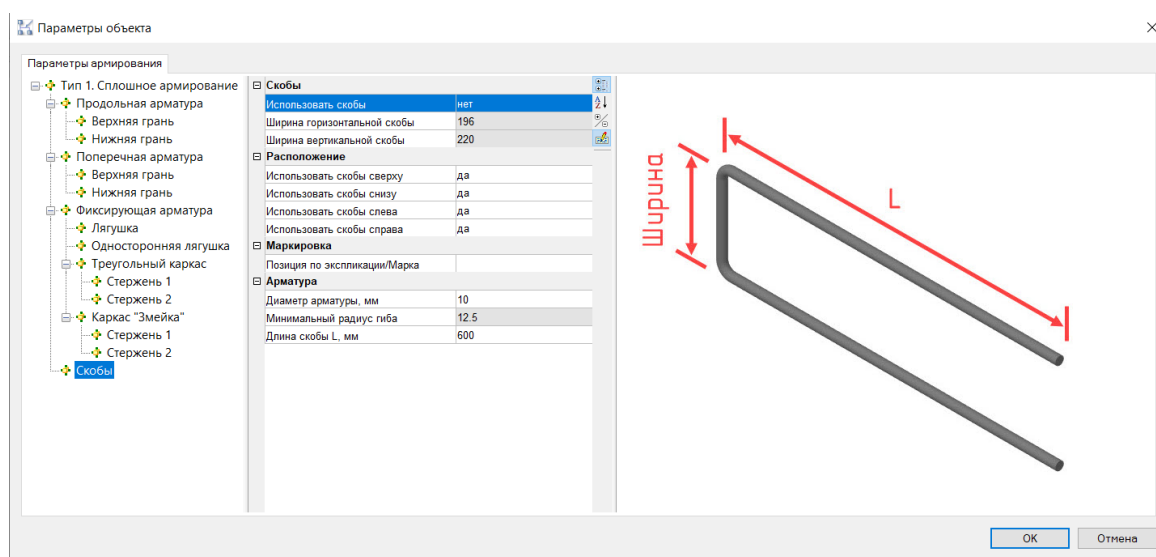 Параметры объекта
Параметры армирования
Тип 1. Сплошное армирование
Продольная арматура
Верхняя грань
Нижняя грань
Поперечная арматура
Верхняя грань
Нижняя грань
Фиксирующая арматура
Лягушка
Односторонняя лягушка
Треугольный каркас
Стержень 1
Стержень 2
Каркас "Змейка"
Стержень 1
Стержень 2
Скобы
Скобы
Использовать скобы нет
Ширина горизонтальной скобы 196
Ширина вертикальной скобы 220
Расположение
Использовать скобы сверху да
Использовать скобы снизу да
Использовать скобы слева да
Использовать скобы справа да
Маркировка
Позиция по экспликации/Марка
Арматура
Диаметр арматуры, мм 10
Минимальный радиус гиба 12.5
Длина скобы L, мм 600
Ширина
L
OK Отмена